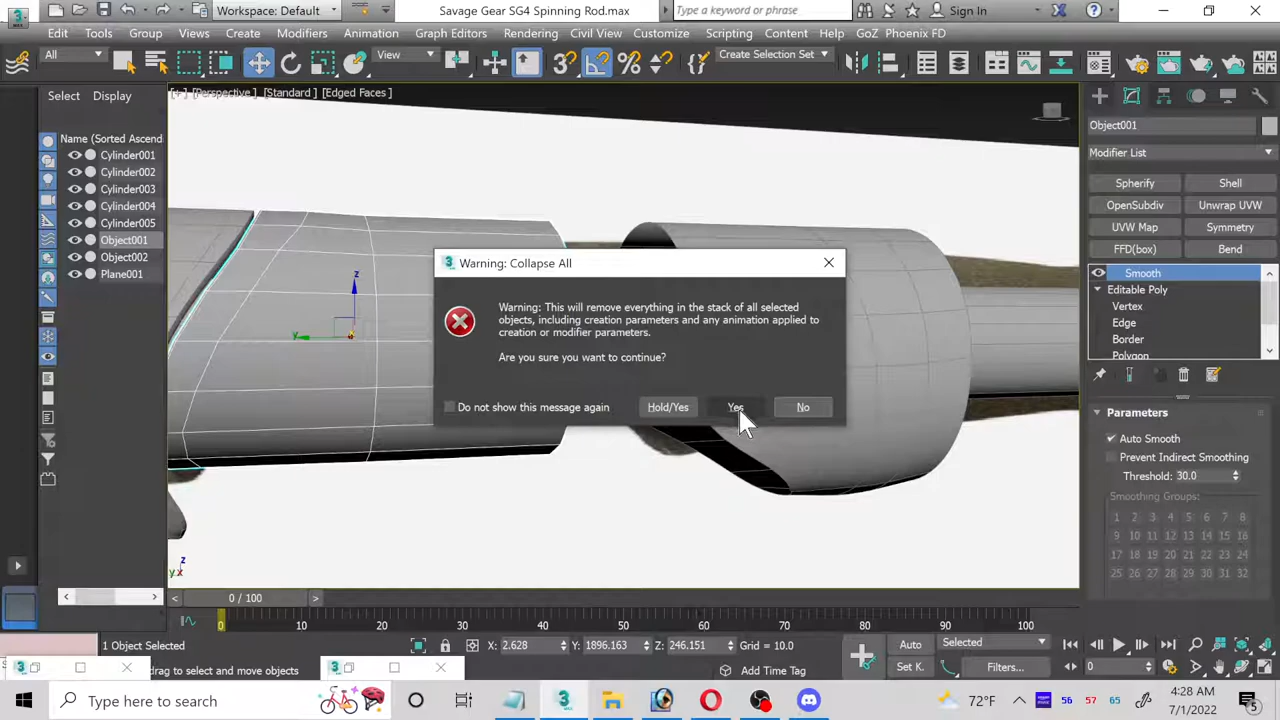 Workspace: Default
Savage Gear SG4 Spinning Rod.max
Type a keyword or phrase
Sign In
Edit Tools Group Views Create Modifiers Animation Graph Editors Rendering Civil View Customize Scripting Content Help GoZ Phoenix FD
All
View
Create Selection Set
Select Display
[+] [Perspective] [Standard] [Edged Faces]
Name (Sorted Ascend
Cylinder001
Cylinder002
Cylinder003
Cylinder004
Cylinder005
Object001
Object002
Plane001
z
y
Warning: Collapse All
Warning: This will remove everything in the stack of all selected
objects, including creation parameters and any animation applied to
creation or modifier parameters.
Are you sure you want to continue?
Do not show this message again
Hold/Yes
Yes
No
Object001
Modifier List
Spherify Shell
OpenSubdiv Unwrap UVW
UVW Map Symmetry
FFD(box) Bend
Smooth
Editable Poly
Vertex
Edge
Border
Polygon
Parameters
Auto Smooth
Prevent Indirect Smoothing
Threshold: 30.0
Smoothing Groups:
1 2 3 4 5 6 7 8
9 10 11 12 13 14 15 16
17 18 19 20 21 22 23 24
25 26 27 28 29 30 31 32
z
y x
0 / 100
0 10 20 30 40 50 60 70 80 90 100
1 Object Selected
X: 2.628 Y: 1896.163 Z: 246.151 Grid = 10.0
Auto
Selected
drag to select and move objects
Add Time Tag
Set K.
Filters...
0
Type here to search
72°F
56 57 65
4:28 AM
7/1/2022
5